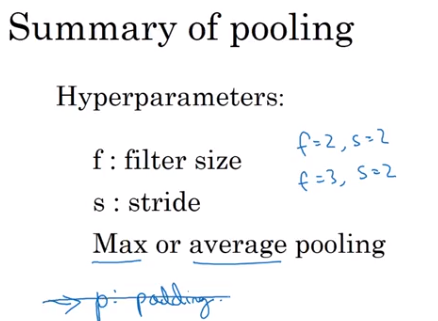 Summary of pooling
Hyperparameters:
f : filter size
f=2, s=2
f=3, s=2
s : stride
Max or average pooling
→ p: padding.